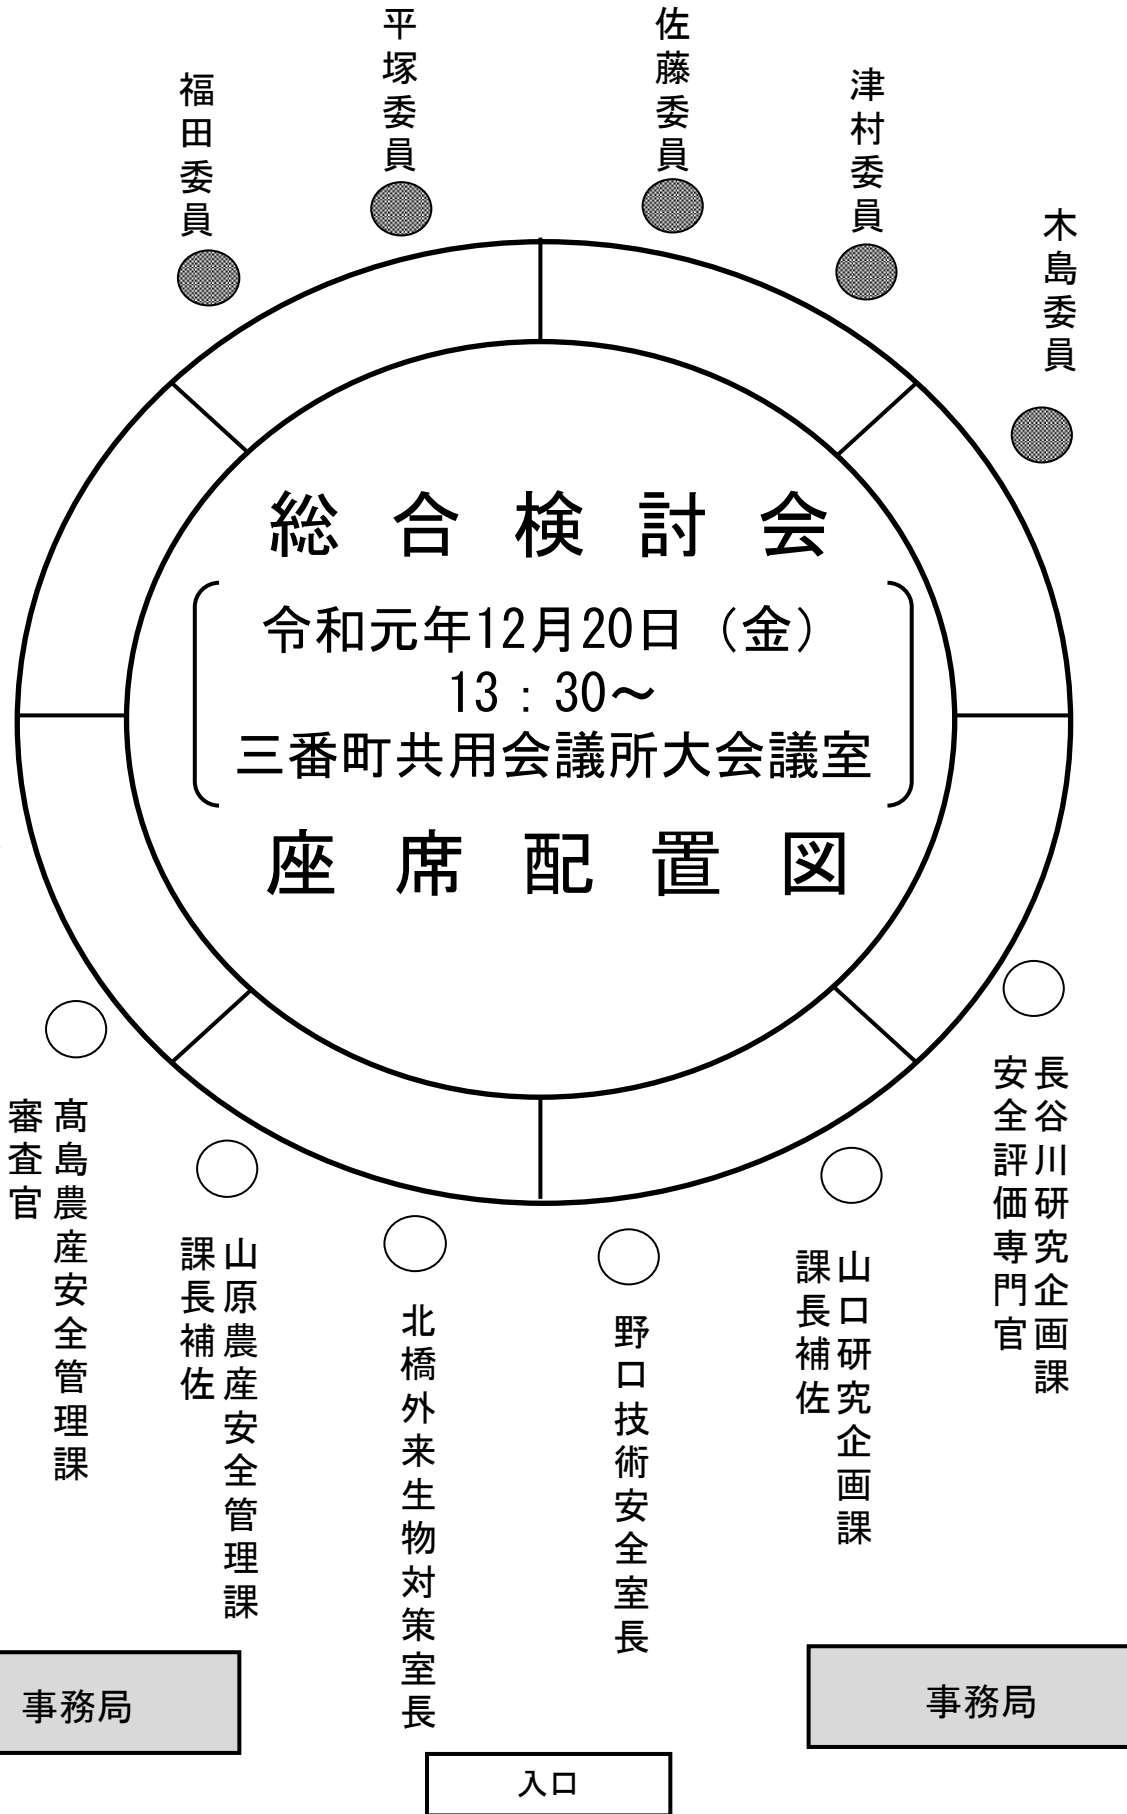 福田委員
平塚委員
佐藤委員
津村委員
木島委員
総合検討会
令和元年12月20日（金）
13：30～
三番町共用会議所大会議室
座席配置図
髙島農産安全管理課
審査官
山原農産安全管理課
課長補佐
北橋外来生物対策室長
野口技術安全室長
山口研究企画課
課長補佐
長谷川研究企画課
安全評価専門官
事務局
事務局
入口